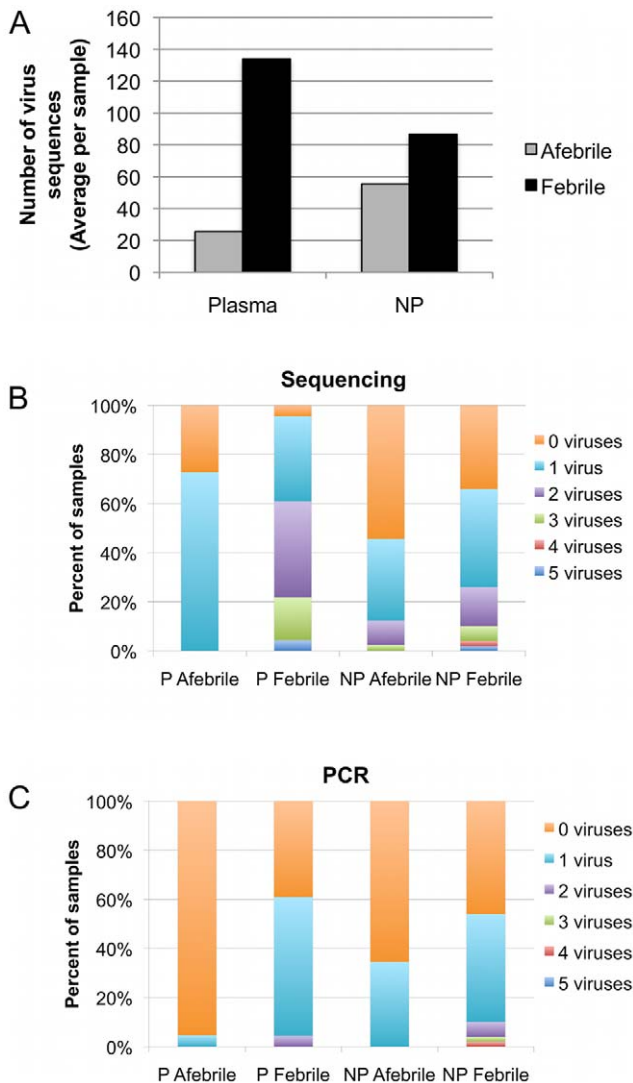 A
160
140
120
100
80
60
40
20
0
Number of virus
sequences
(Average per sample)
Plasma
NP
Afebrile
Febrile
B
Sequencing
100%
80%
60%
40%
20%
0%
Percent of samples
P Afebrile
P Febrile
NP Afebrile
NP Febrile
0 viruses
1 virus
2 viruses
3 viruses
4 viruses
5 viruses
C
PCR
100%
80%
60%
40%
20%
0%
Percent of samples
P Afebrile
P Febrile
NP Afebrile
NP Febrile
0 viruses
1 virus
2 viruses
3 viruses
4 viruses
5 viruses